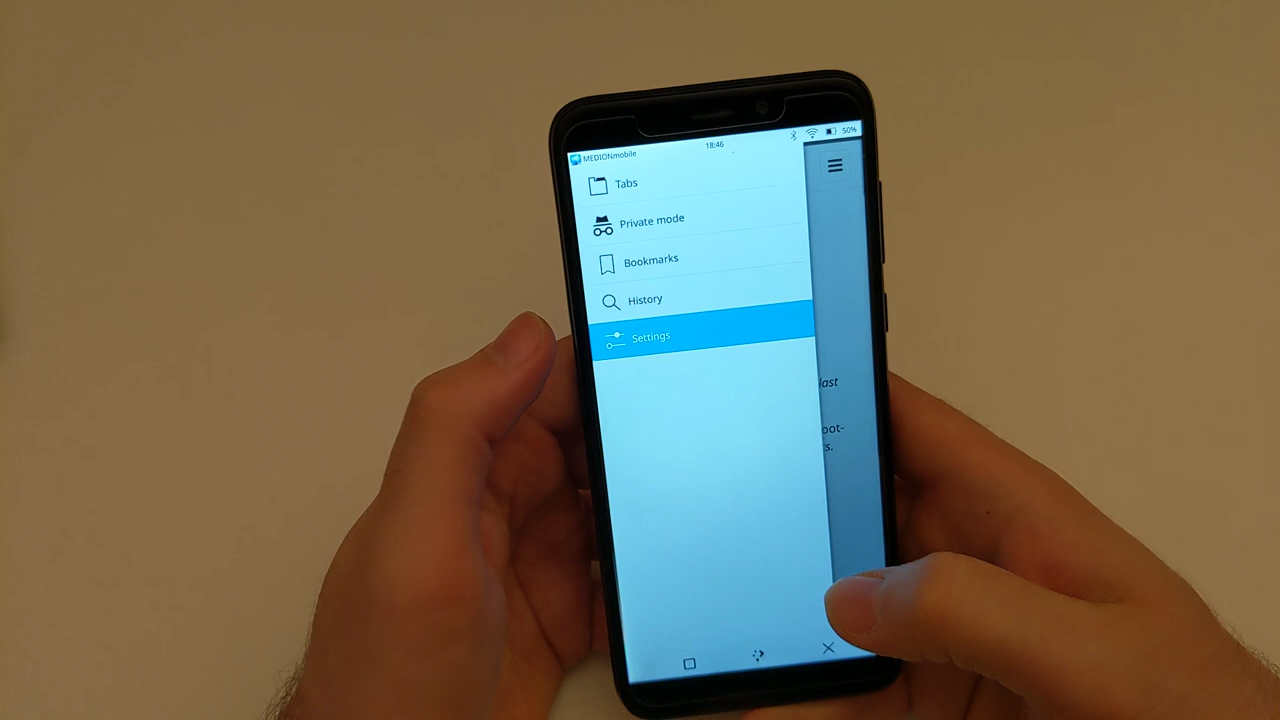 MEDIONmobile
18:46
50%
Tabs
Private mode
Bookmarks
History
Settings
last
oot-
s.